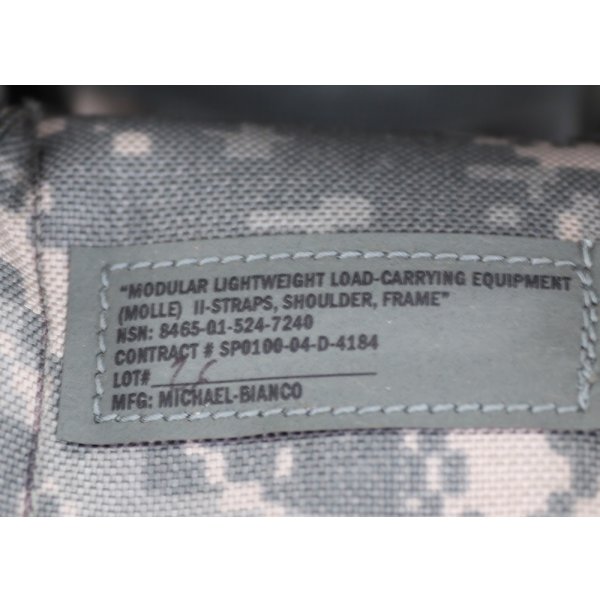 "MODULAR LIGHTWEIGHT LOAD-CARRYING EQUIPMENT
(MOLLE) II-STRAPS, SHOULDER, FRAME"
NSN: 8465-01-524-7240
CONTRACT # SP0100-04-D-4184
LOT#
MFG: MICHAEL-BIANCO